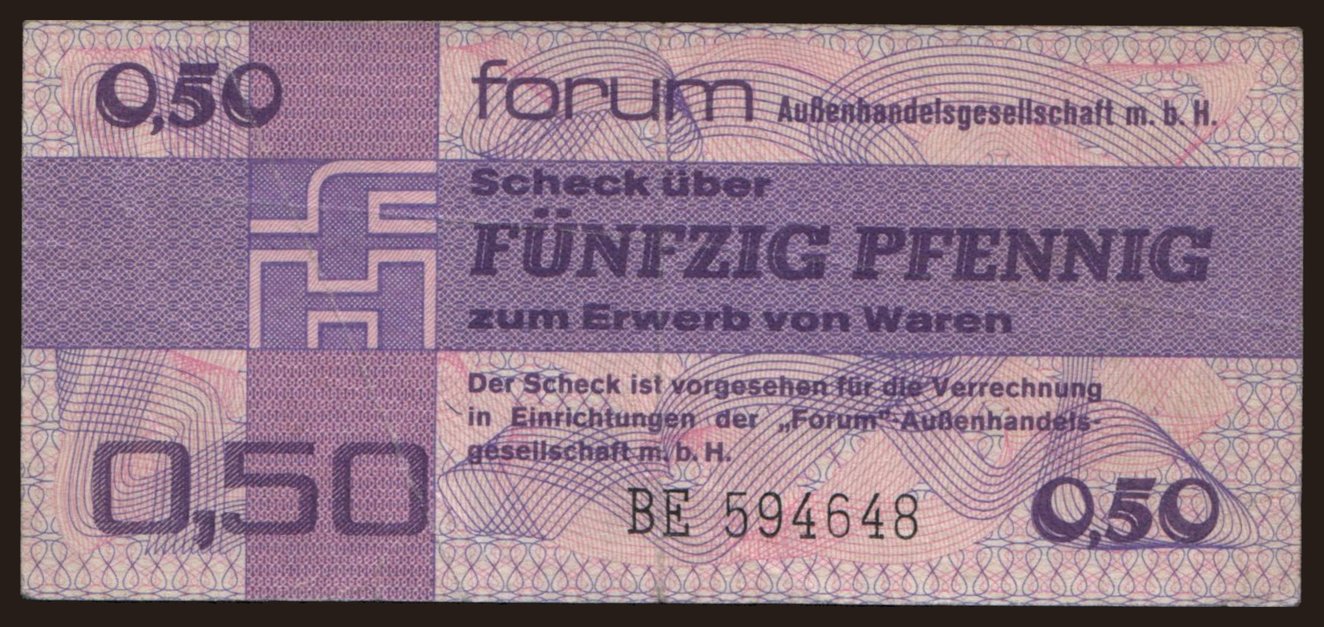 0,50
forum Außenhandelsgesellschaft m. b. H.
Scheck über
FÜNFZIG PFENNIG
zum Erwerb von Waren
Der Scheck ist vorgesehen für die Verrechnung
in Einrichtungen der „Forum"-Außenhandels-
gesellschaft m. b. H.
0,50
BE 594648
0,50